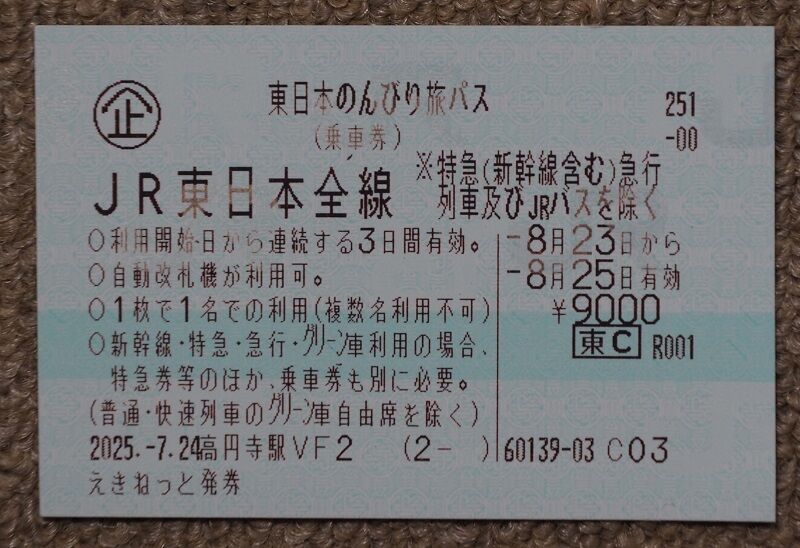 企 東日本のんびり旅パス 251
(乗車券) -00
JR東日本全線 ※特急(新幹線含む)急行
列車及びJRバスを除く
○利用開始日から連続する3日間有効。 -8月23日から
○自動改札機が利用可。 -8月25日有効
○1枚で1名での利用(複数名利用不可) ¥9000
○新幹線・特急・急行・グリーン車利用の場合、 東C R001
特急券等のほか、乗車券も別に必要。
(普通・快速列車のグリーン車自由席を除く)
2025.-7.24高円寺駅VF2 (2- ) 60139-03 C03
えきねっと発券